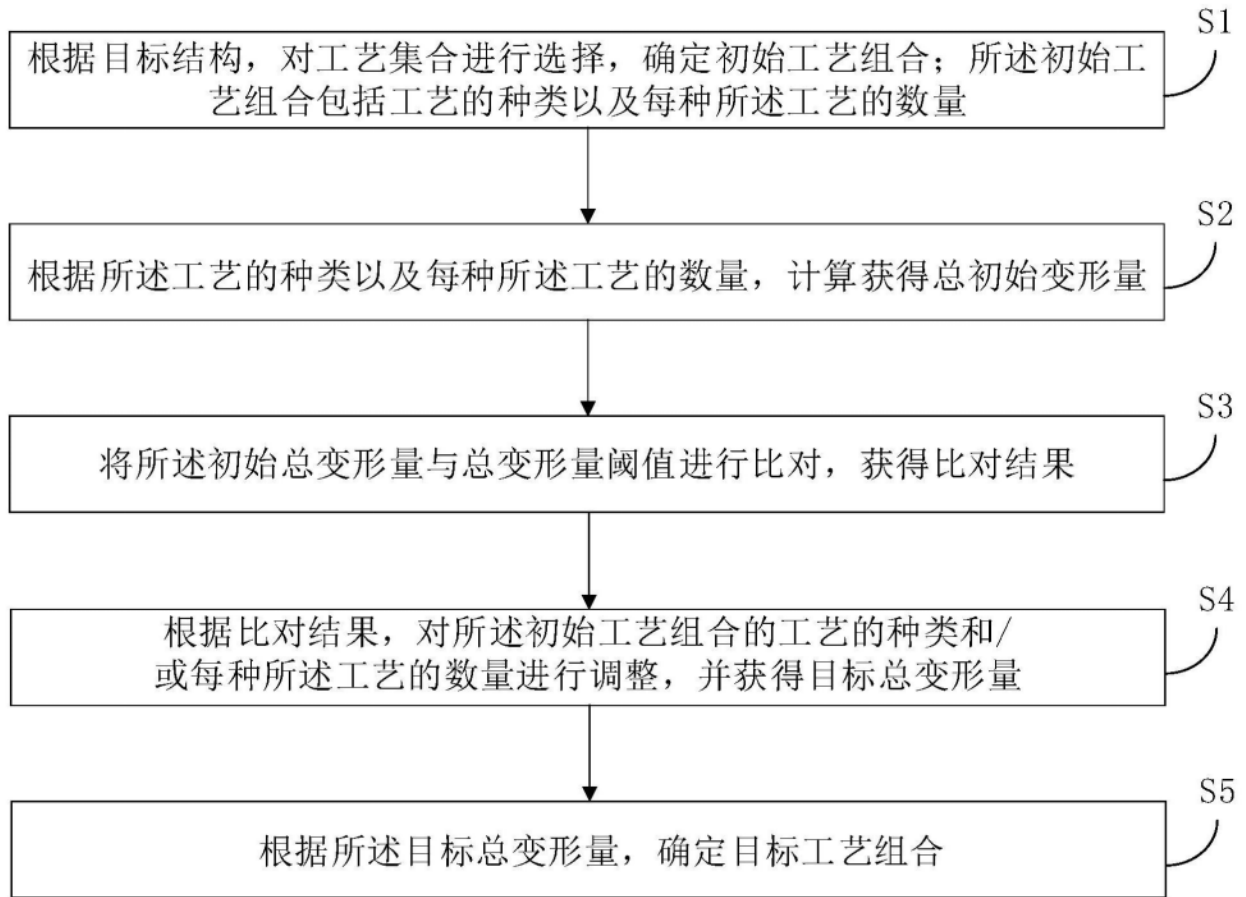 S1
根据目标结构，对工艺集合进行选择，确定初始工艺组合；所述初始工
艺组合包括工艺的种类以及每种所述工艺的数量
S2
根据所述工艺的种类以及每种所述工艺的数量，计算获得总初始变形量
S3
将所述初始总变形量与总变形量阈值进行比对，获得比对结果
S4
根据比对结果，对所述初始工艺组合的工艺的种类和/
或每种所述工艺的数量进行调整，并获得目标总变形量
S5
根据所述目标总变形量，确定目标工艺组合